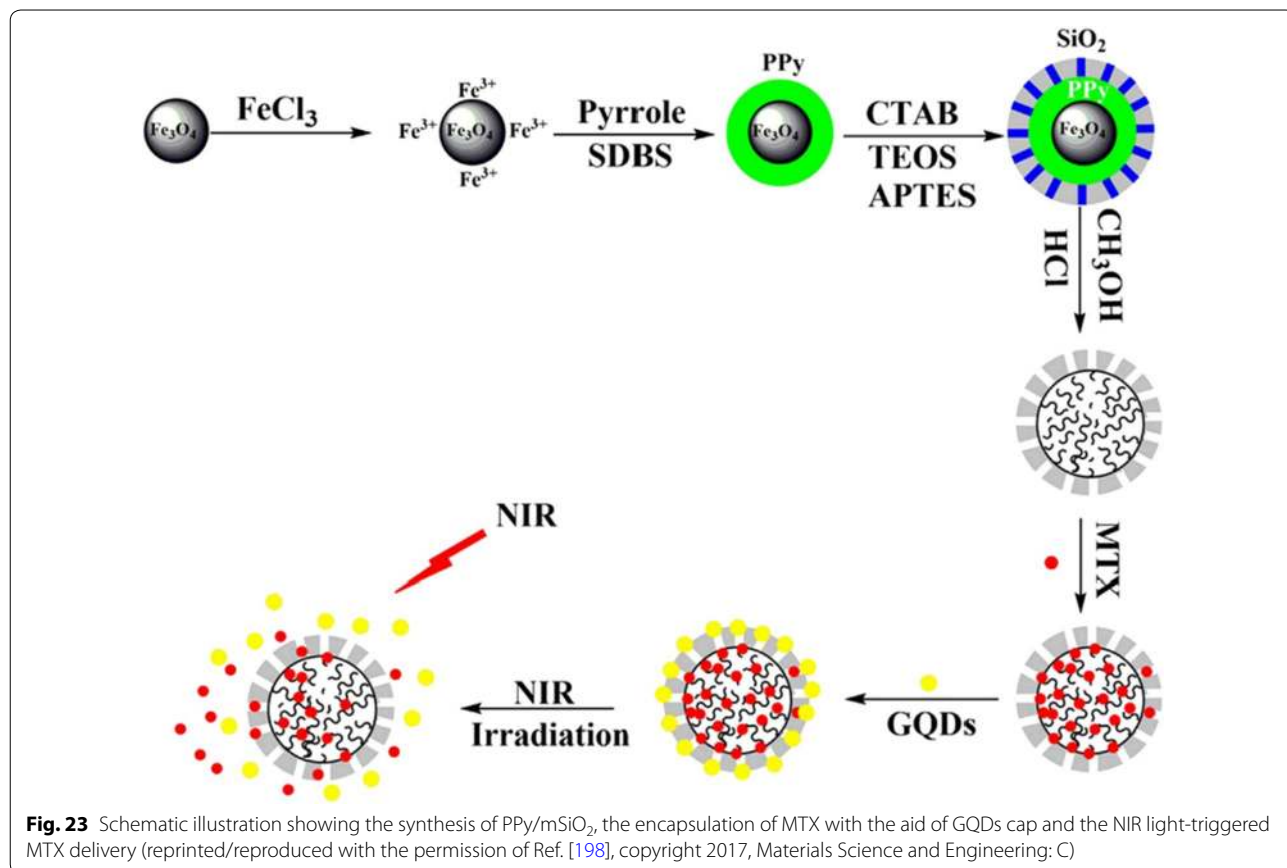 SiO₂
PPy
Fe³⁺
FeCl₃
Pyrrole
CTAB
PPy
Fe₃O₄
Fe³⁺
Fe₃O₄
Fe³⁺
Fe₃O₄
Fe₃O₄
SDBS
TEOS
Fe³⁺
APTES
CH₃OH
HCl
NIR
MTX
NIR
Irradiation
GQDs
Fig. 23 Schematic illustration showing the synthesis of PPy/mSiO₂, the encapsulation of MTX with the aid of GQDs cap and the NIR light-triggered
MTX delivery (reprinted/reproduced with the permission of Ref. [198], copyright 2017, Materials Science and Engineering: C)